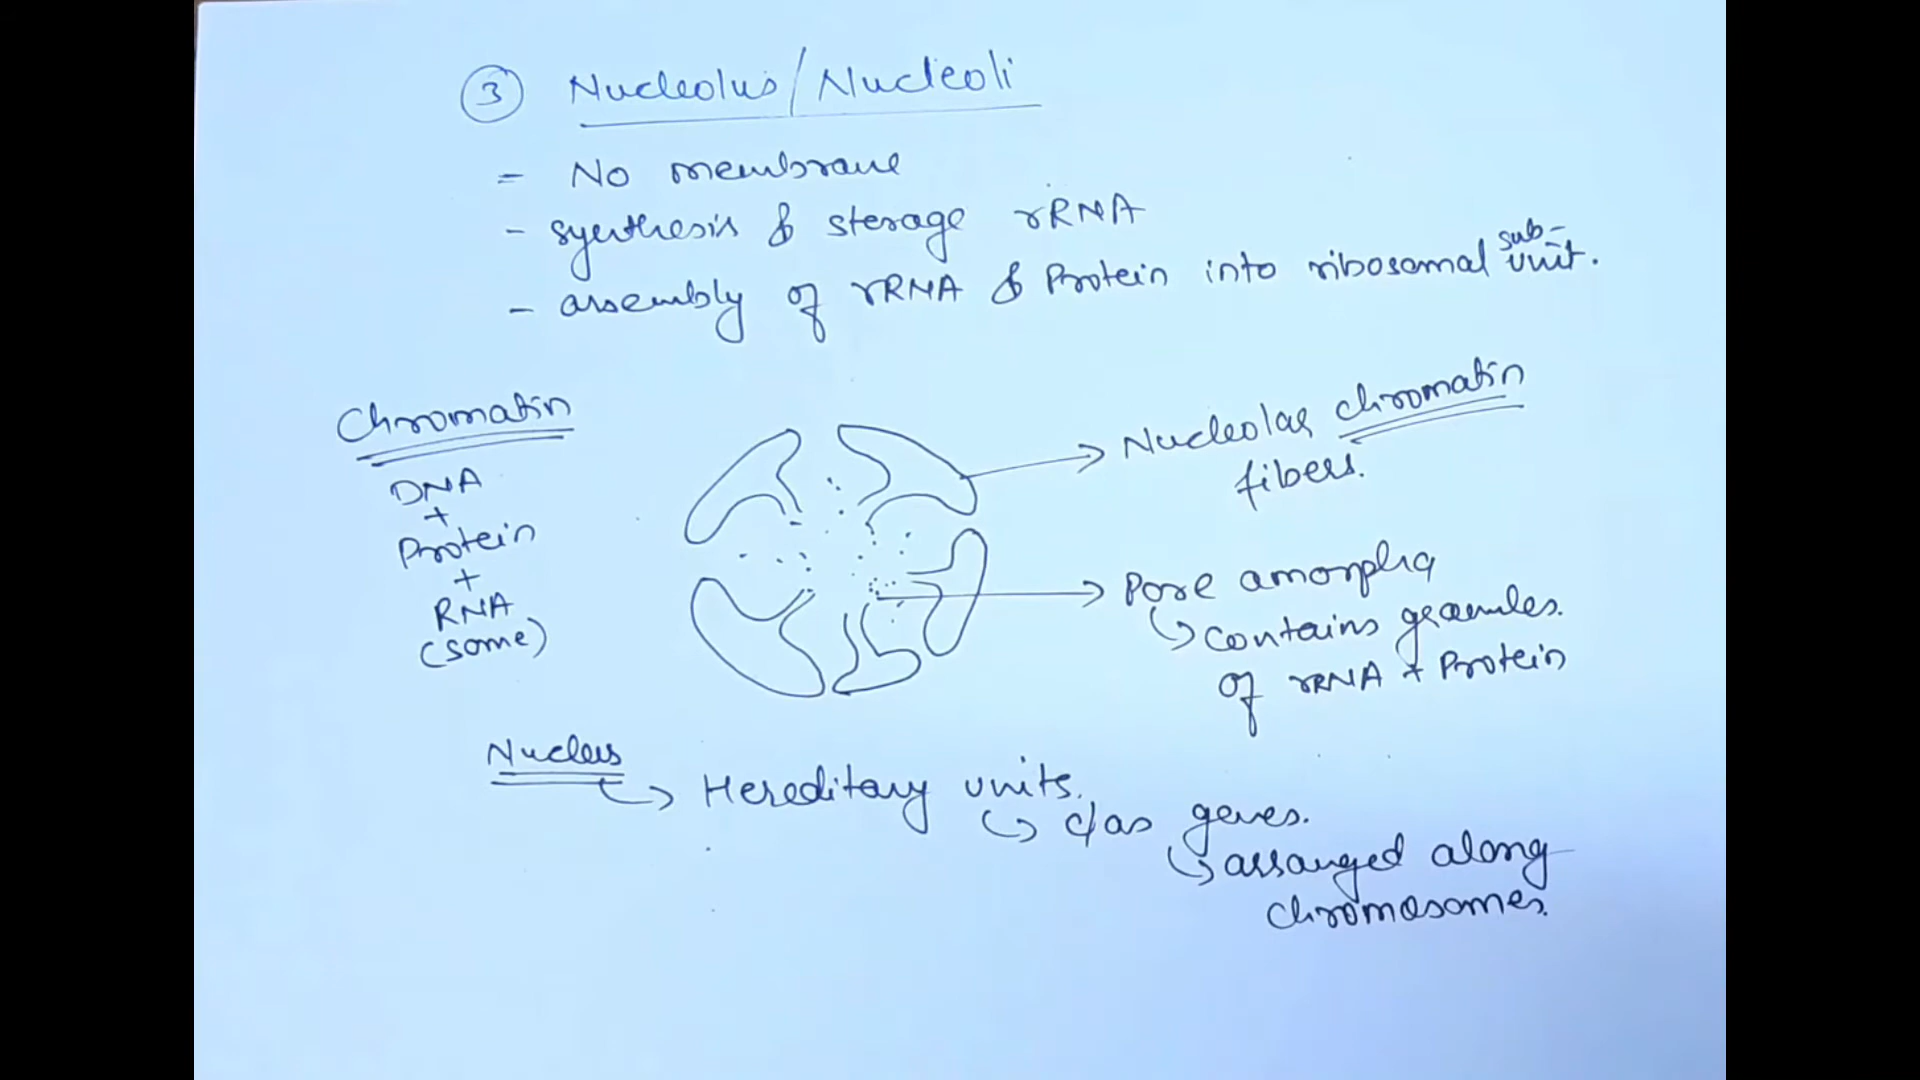 3 Nucleolus/Nucleoli
- No membrane
- synthesis & storage rRNA
- assembly of rRNA & Protein into ribosomal sub-unit.
Chromatin
DNA
+
Protein
+
RNA
(some)
Nucleolar chromatin
fibers.
Pore amorpha
contains granules.
of rRNA + Protein
Nucleus
Hereditary units.
c/as genes.
arranged along
chromosomes.